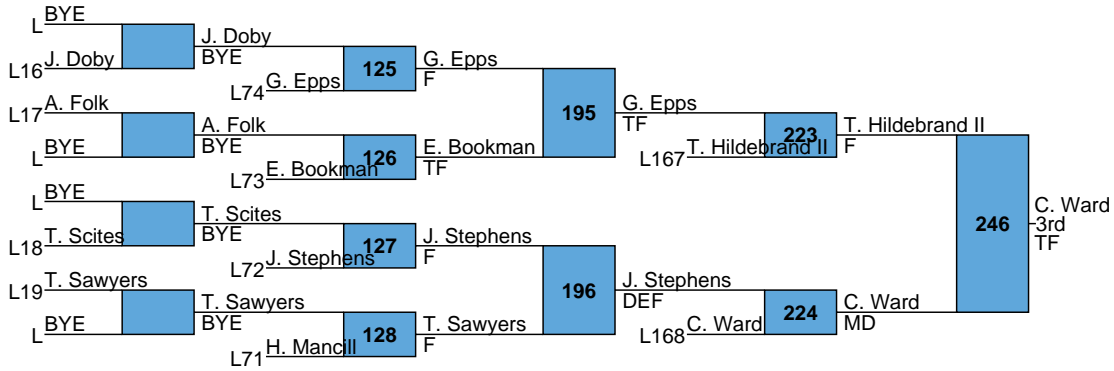 L BYE
J. Doby
BYE
L16 J. Doby
125
G. Epps
F
L74 G. Epps
195
G. Epps
TF
L17 A. Folk
A. Folk
BYE
L BYE
126
E. Bookman
TF
L73 E. Bookman
223
T. Hildebrand II
F
L167 T. Hildebrand II
L BYE
T. Scites
BYE
L18 T. Scites
127
J. Stephens
F
L72 J. Stephens
246
C. Ward
3rd
TF
L19 T. Sawyers
T. Sawyers
BYE
L BYE
128
T. Sawyers
F
L71 H. Mancill
196
J. Stephens
DEF
224
C. Ward
MD
L168 C. Ward